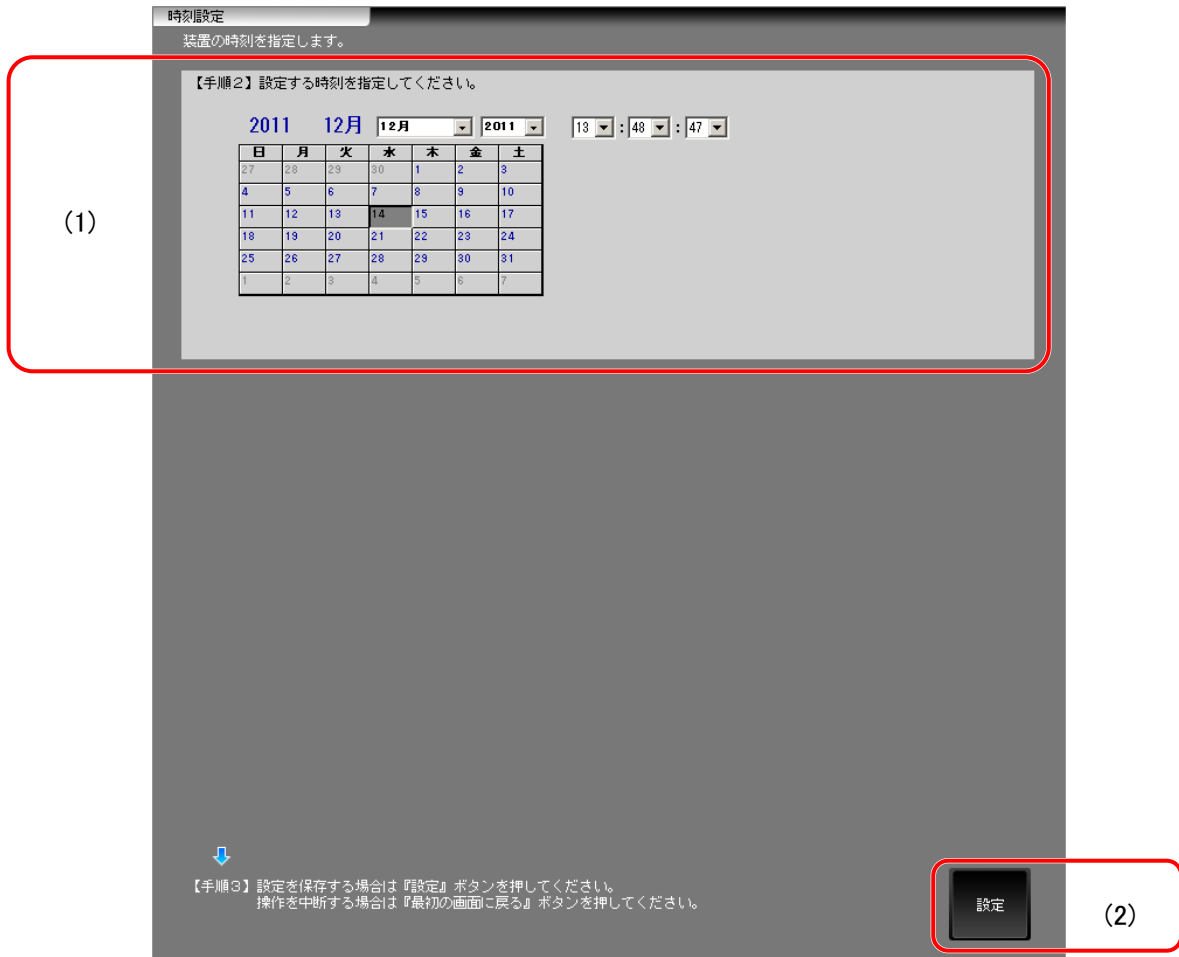 時刻設定
装置の時刻を指定します。
【手順2】設定する時刻を指定してください。
2011 12月 12月 2011 13 : 48 : 47
日 月 火 水 木 金 土
27 28 29 30 1 2 3
4 5 6 7 8 9 10
(1)
11 12 13 14 15 16 17
18 19 20 21 22 23 24
25 26 27 28 29 30 31
1 2 3 4 5 6 7
【手順3】設定を保存する場合は『設定』ボタンを押してください。
操作を中断する場合は『最初の画面に戻る』ボタンを押してください。
設定
(2)